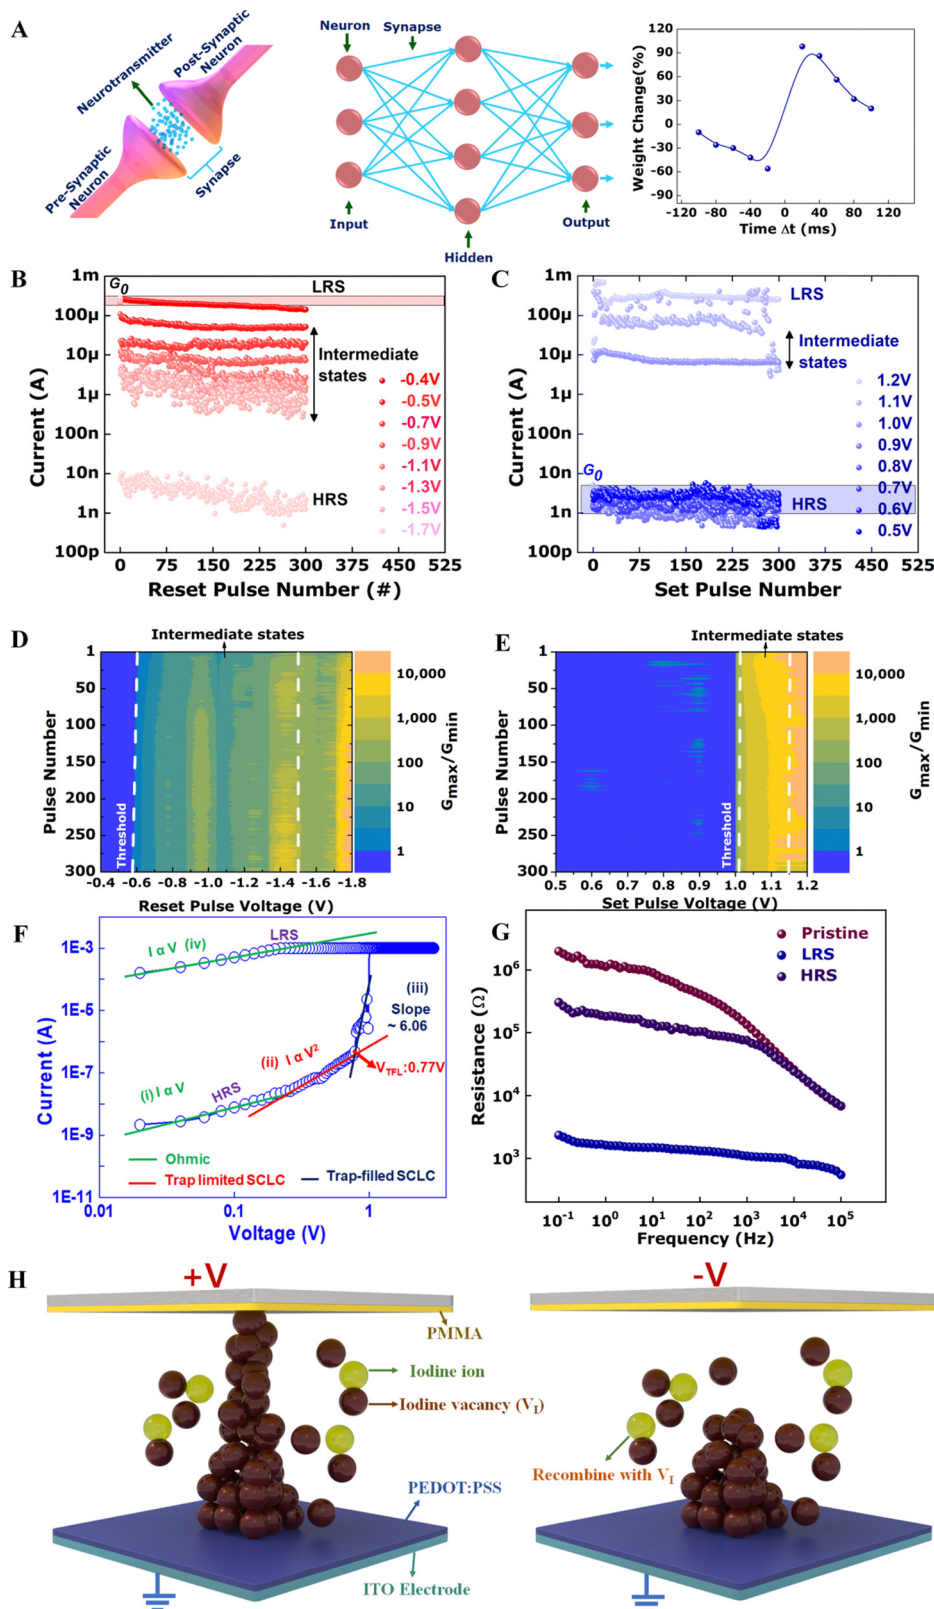 A
Neurotransmitter
Post-Synaptic
Neuron
Pre-Synaptic
Neuron
Synapse
Neuron
Synapse
Input
Hidden
Output
Weight Change(%)
120
90
60
30
0
-30
-60
-90
-120 -80 -40 0 40 80 120
Time Δt (ms)
B
G0
LRS
Intermediate
states
HRS
Current (A)
1m
100µ
10µ
1µ
100n
10n
1n
100p
-0.4V
-0.5V
-0.7V
-0.9V
-1.1V
-1.3V
-1.5V
-1.7V
0 75 150 225 300 375 450 525
Reset Pulse Number (#)
C
LRS
Intermediate
states
G0
HRS
Current (A)
1m
100µ
10µ
1µ
100n
10n
1n
100p
1.2V
1.1V
1.0V
0.9V
0.8V
0.7V
0.6V
0.5V
0 75 150 225 300 375 450 525
Set Pulse Number
D
Intermediate states
Pulse Number
1
50
100
150
200
250
300
Threshold
-0.4 -0.6 -0.8 -1.0 -1.2 -1.4 -1.6 -1.8
Reset Pulse Voltage (V)
10,000
1,000
100
10
1
Gmax/Gmin
E
Intermediate states
Pulse Number
1
50
100
150
200
250
300
Threshold
0.5 0.6 0.7 0.8 0.9 1.0 1.1 1.2
Set Pulse Voltage (V)
10,000
1,000
100
10
1
Gmax/Gmin
F
Current (A)
1E-3
1E-5
1E-7
1E-9
1E-11
I α V (iv)
LRS
(iii)
Slope
~ 6.06
(ii) I α V²
VTFL:0.77V
(i) I α V
HRS
Ohmic
Trap limited SCLC
Trap-filled SCLC
0.01 0.1 1
Voltage (V)
G
Pristine
LRS
HRS
Resistance (Ω)
10⁶
10⁵
10⁴
10³
10⁻¹ 10⁰ 10¹ 10² 10³ 10⁴ 10⁵
Frequency (Hz)
H
+V
-V
PMMA
Iodine ion
Iodine vacancy (VI)
Recombine with VI
PEDOT:PSS
ITO Electrode